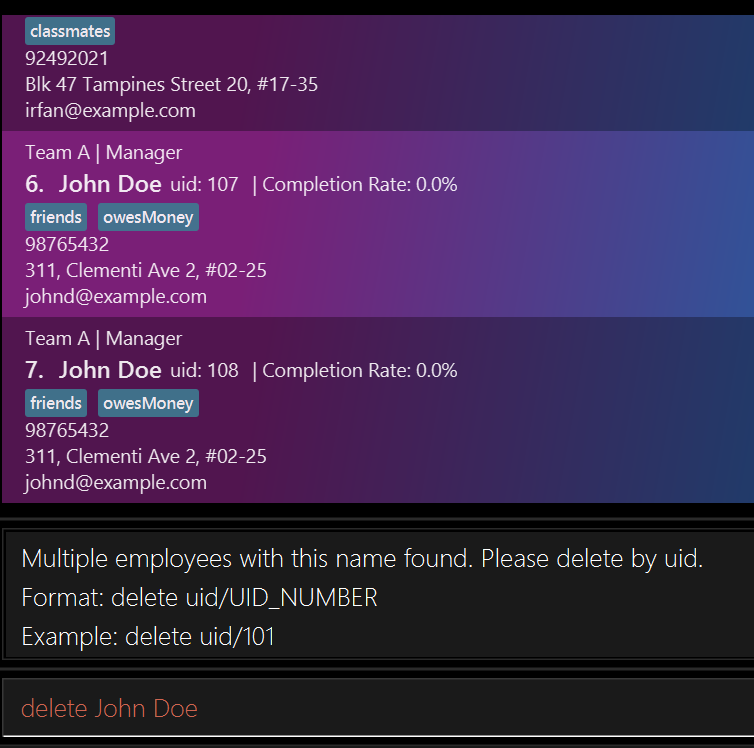 classmates
92492021
Blk 47 Tampines Street 20, #17-35
irfan@example.com
Team A | Manager
6. John Doe uid: 107 | Completion Rate: 0.0%
friends owesMoney
98765432
311, Clementi Ave 2, #02-25
johnd@example.com
Team A | Manager
7. John Doe uid: 108 | Completion Rate: 0.0%
friends owesMoney
98765432
311, Clementi Ave 2, #02-25
johnd@example.com
Multiple employees with this name found. Please delete by uid.
Format: delete uid/UID_NUMBER
Example: delete uid/101
delete John Doe